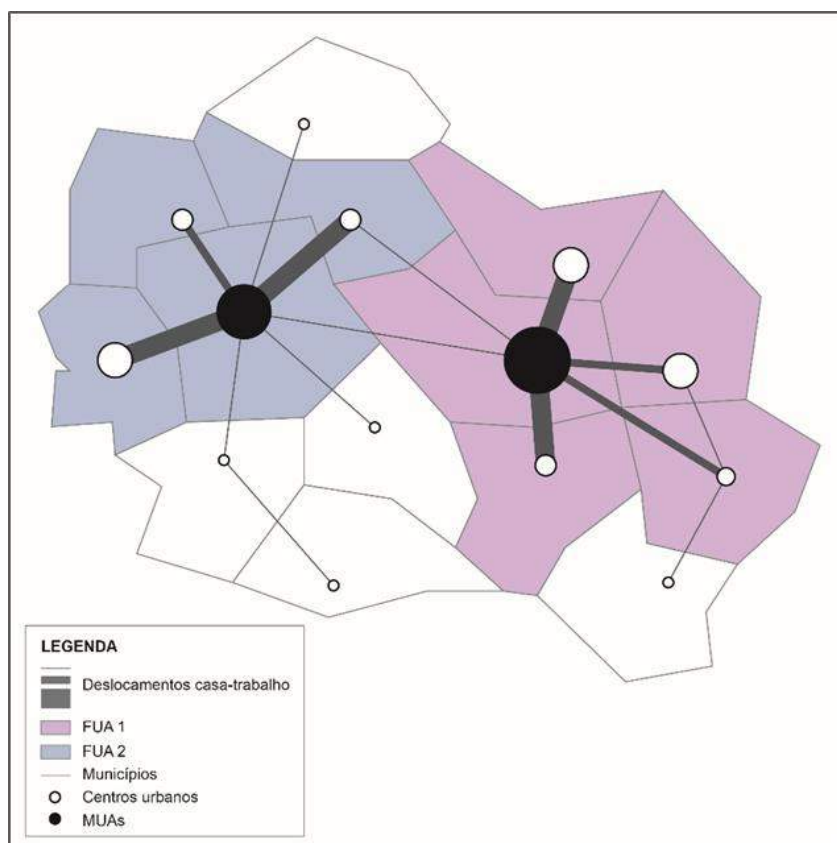 LEGENDA
Deslocamentos casa-trabalho
FUA 1
FUA 2
Municípios
Centros urbanos
MUAs